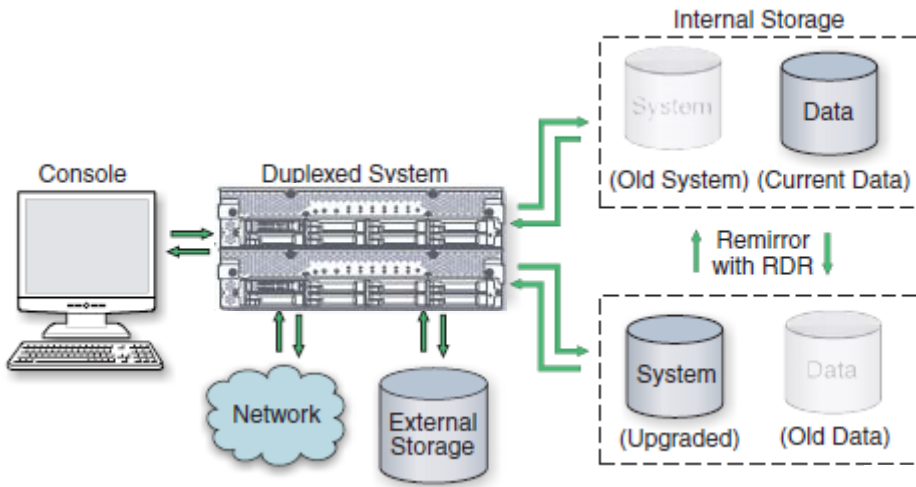 Internal Storage
System
Data
(Old System)
(Current Data)
Console
Duplexed System
Remirror
with RDR
System
Data
(Upgraded)
(Old Data)
Network
External
Storage